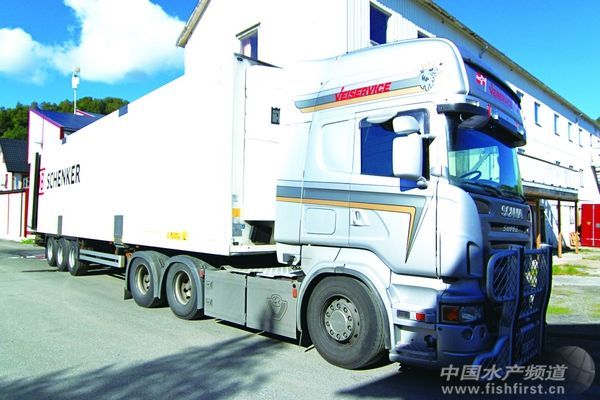 VEISERVICE
SCHENKER
SCANIA
中国水产频道
www.fishfirst.cn